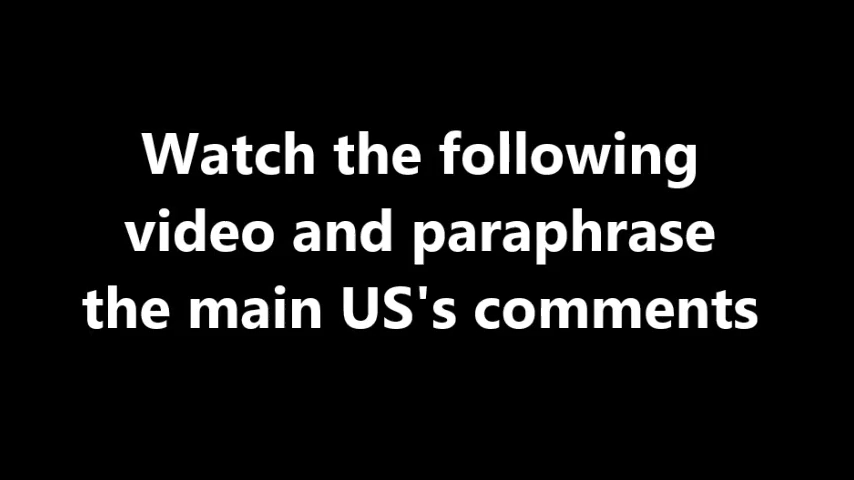 Watch the following
video and paraphrase
the main US's comments